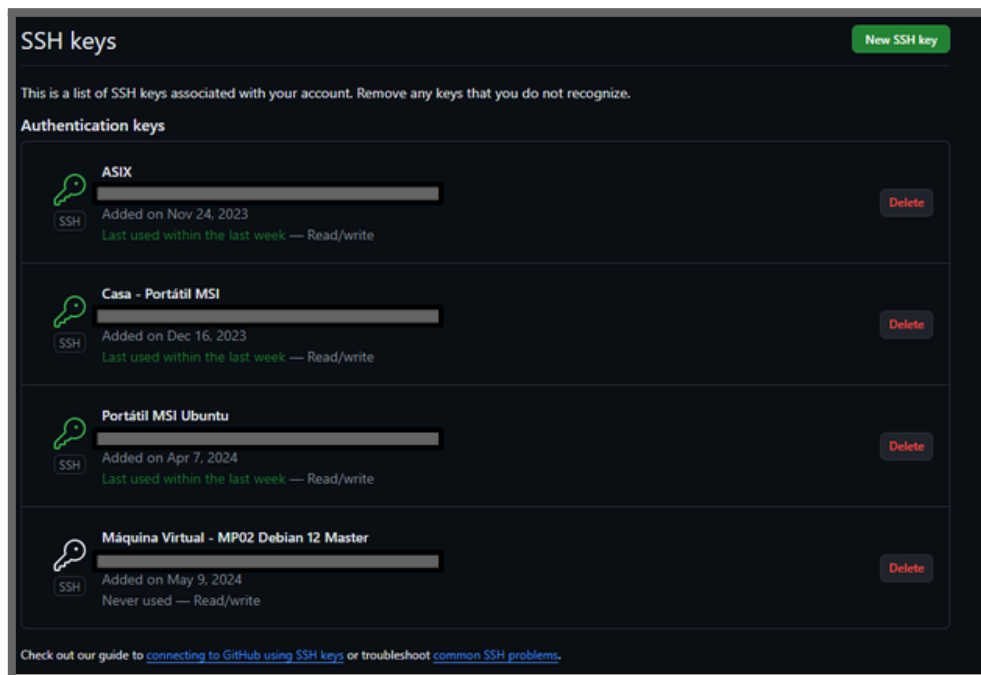 SSH keys
New SSH key
This is a list of SSH keys associated with your account. Remove any keys that you do not recognize.
Authentication keys
ASIX
SSH
Added on Nov 24, 2023
Last used within the last week — Read/write
Delete
Casa - Portátil MSI
SSH
Added on Dec 16, 2023
Last used within the last week — Read/write
Delete
Portátil MSI Ubuntu
SSH
Added on Apr 7, 2024
Last used within the last week — Read/write
Delete
Máquina Virtual - MP02 Debian 12 Master
SSH
Added on May 9, 2024
Never used — Read/write
Delete
Check out our guide to connecting to GitHub using SSH keys or troubleshoot common SSH problems.